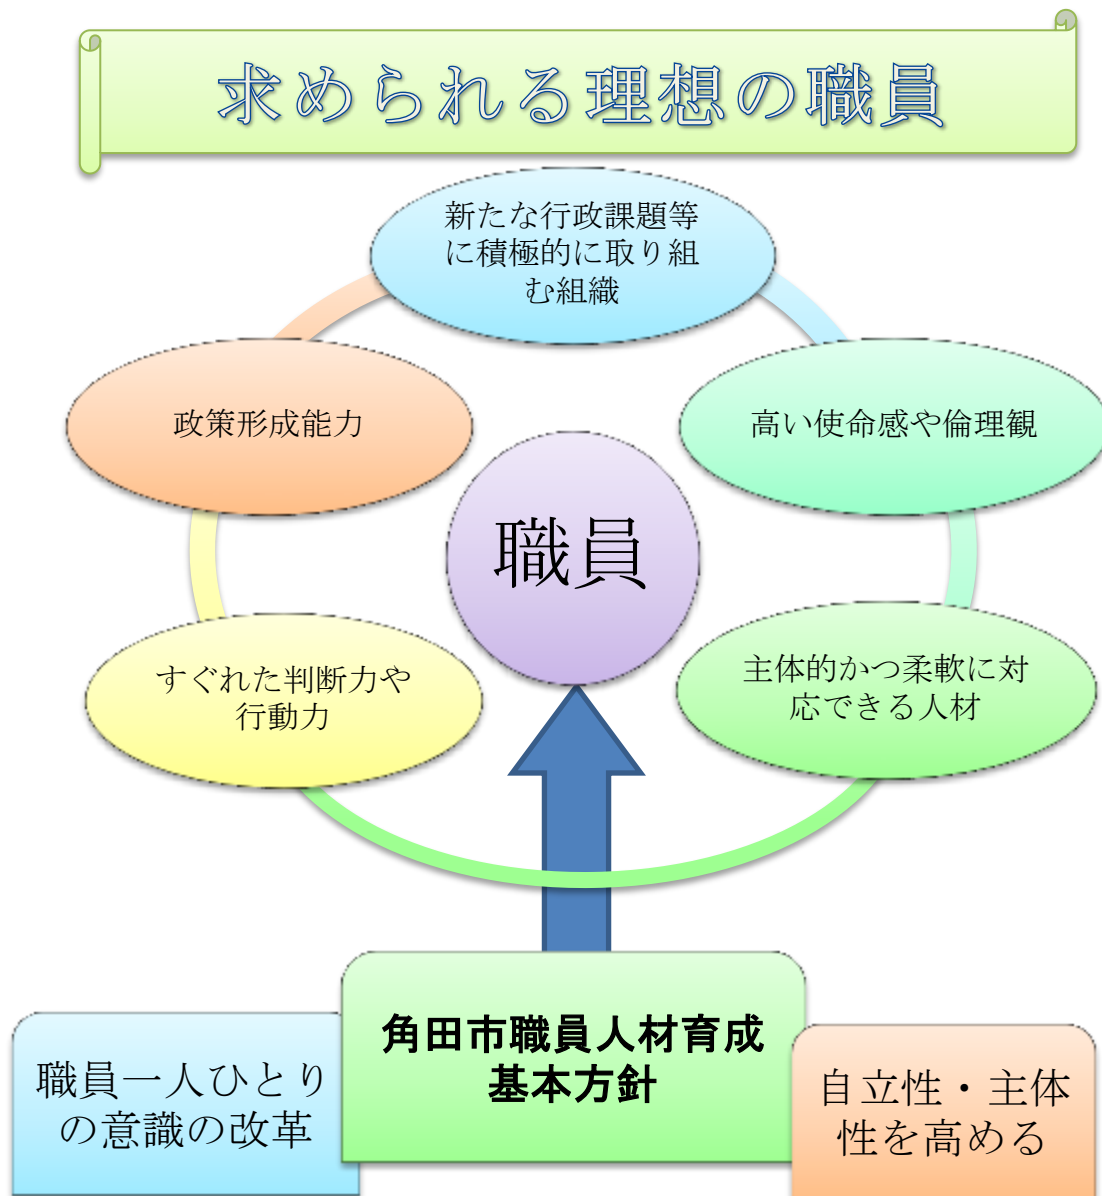 求められる理想の職員
新たな行政課題等
に積極的に取り組
む組織
政策形成能力
高い使命感や倫理観
職員
すぐれた判断力や
行動力
主体的かつ柔軟に対
応できる人材
角田市職員人材育成
基本方針
職員一人ひとり
の意識の改革
自立性・主体
性を高める